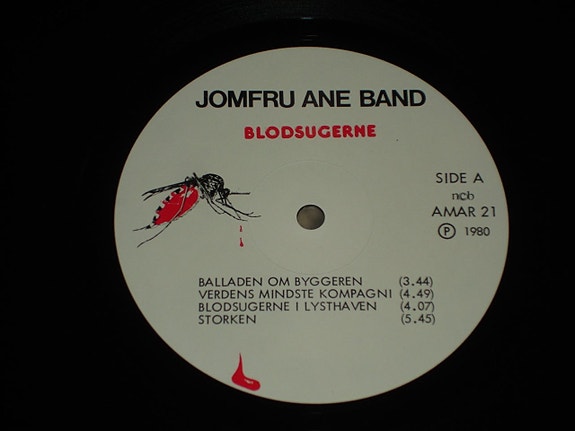 JOMFRU ANE BAND
BLODSUGERNE
SIDE A
ncb
AMAR 21
Ⓟ 1980
BALLADEN OM BYGGEREN (3.44)
VERDENS MINDSTE KOMPAGNI (4.49)
BLODSUGERNE I LYSTHAVEN (4.07)
STORKEN (5.45)